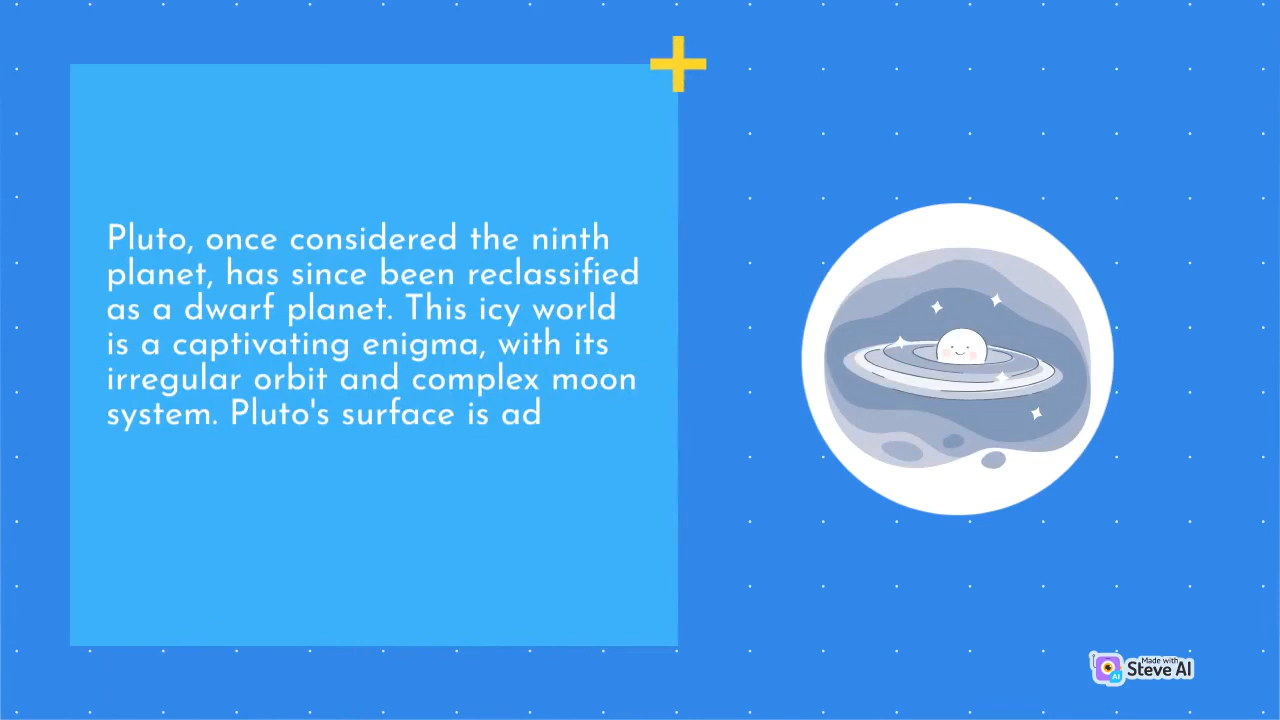 Pluto, once considered the ninth
planet, has since been reclassified
as a dwarf planet. This icy world
is a captivating enigma, with its
irregular orbit and complex moon
system. Pluto's surface is ad
Made with
Steve AI
AI